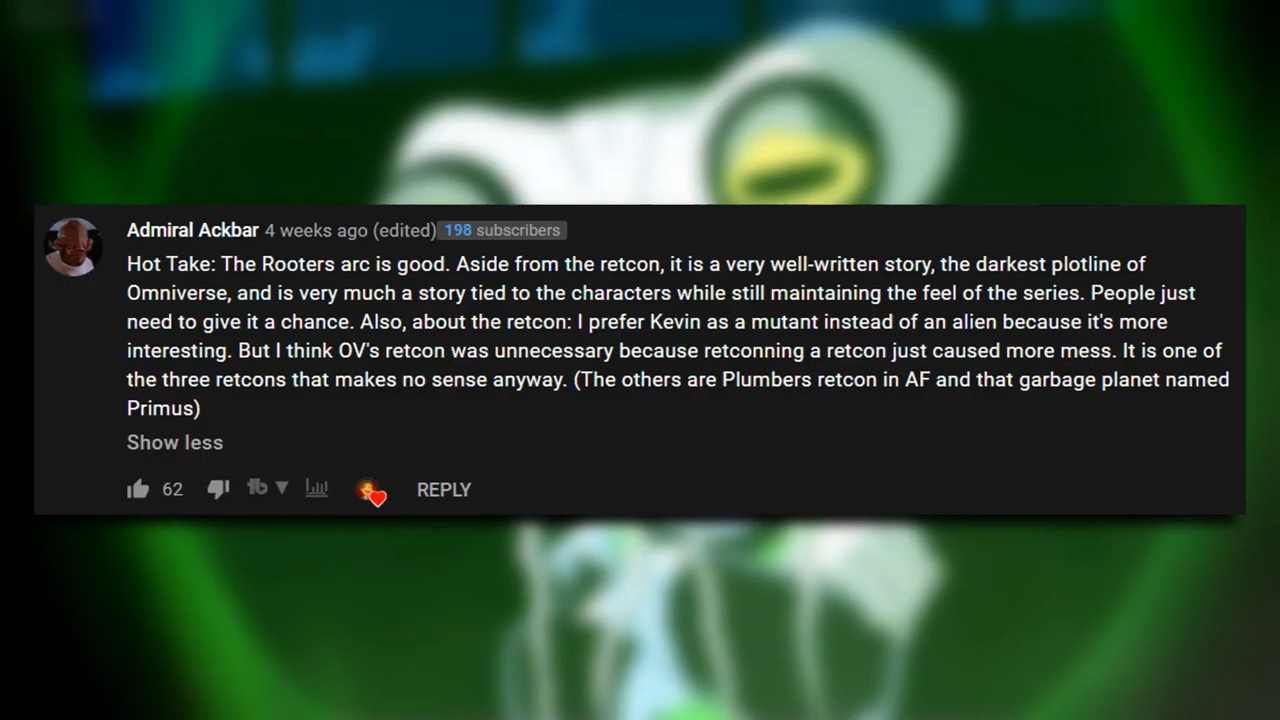 Admiral Ackbar 4 weeks ago (edited) 198 subscribers
Hot Take: The Rooters arc is good. Aside from the retcon, it is a very well-written story, the darkest plotline of
Omniverse, and is very much a story tied to the characters while still maintaining the feel of the series. People just
need to give it a chance. Also, about the retcon: I prefer Kevin as a mutant instead of an alien because it's more
interesting. But I think OV's retcon was unnecessary because retconning a retcon just caused more mess. It is one of
the three retcons that makes no sense anyway. (The others are Plumbers retcon in AF and that garbage planet named
Primus)
Show less
62 tb REPLY